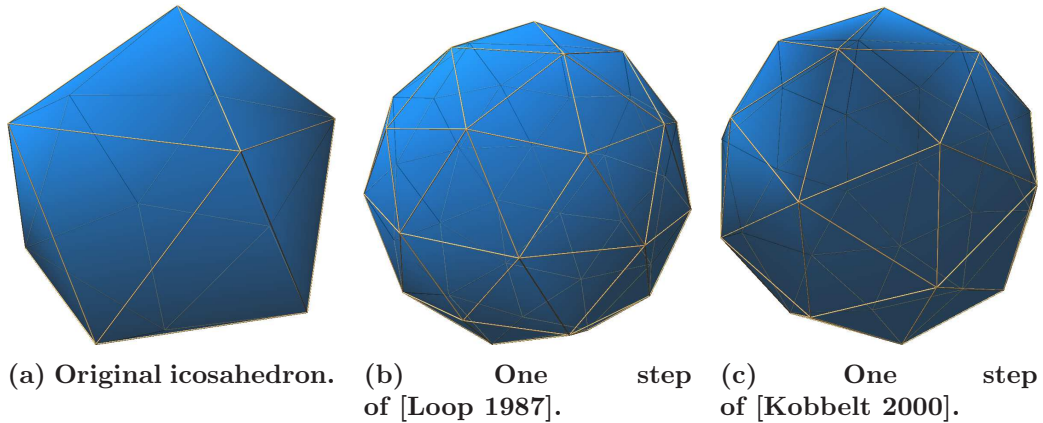 (a) Original icosahedron.
(b) One step
of [Loop 1987].
(c) One step
of [Kobbelt 2000].